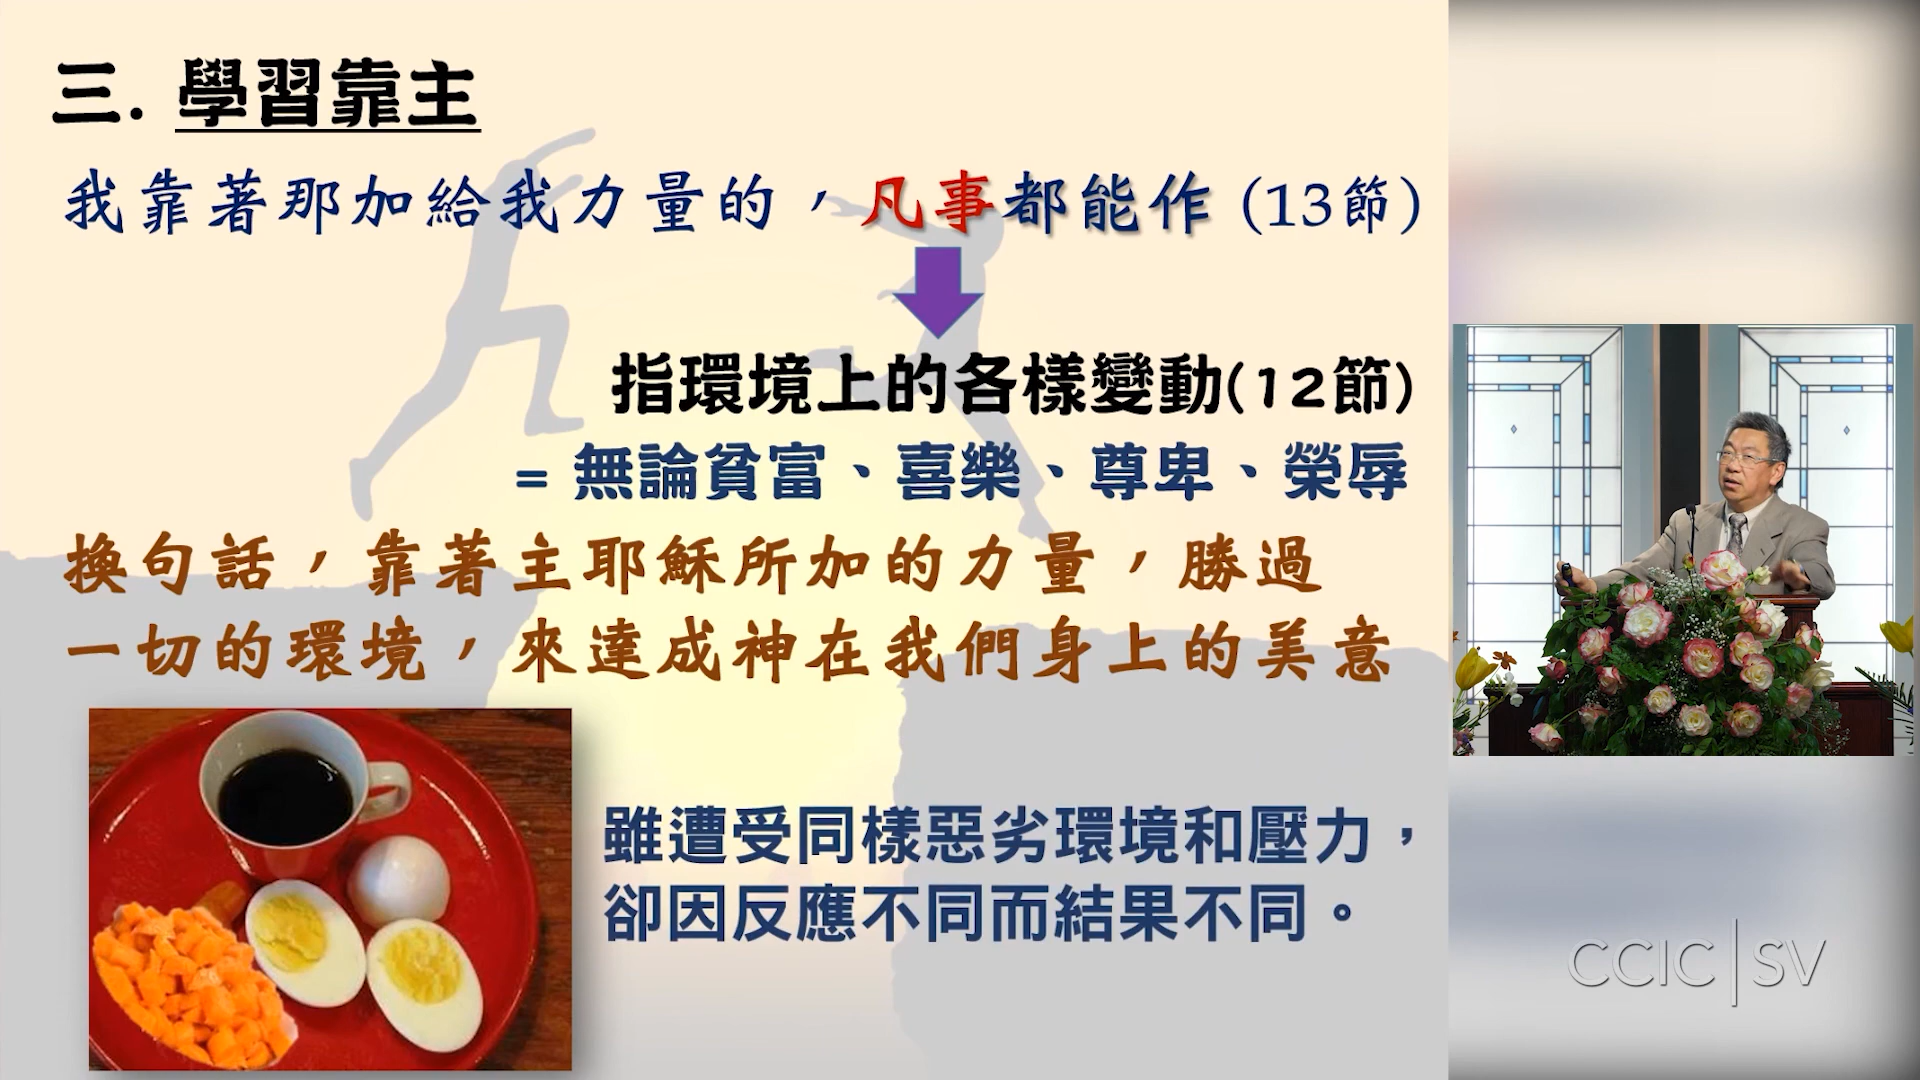 三. 學習靠主
我靠著那加給我力量的，凡事都能作 (13節)
指環境上的各樣變動(12節)
= 無論貧富、喜樂、尊卑、榮辱
換句話，靠著主耶穌所加的力量，勝過
一切的環境，來達成神在我們身上的美意
雖遭受同樣惡劣環境和壓力，
卻因反應不同而結果不同。
CCIC|SV